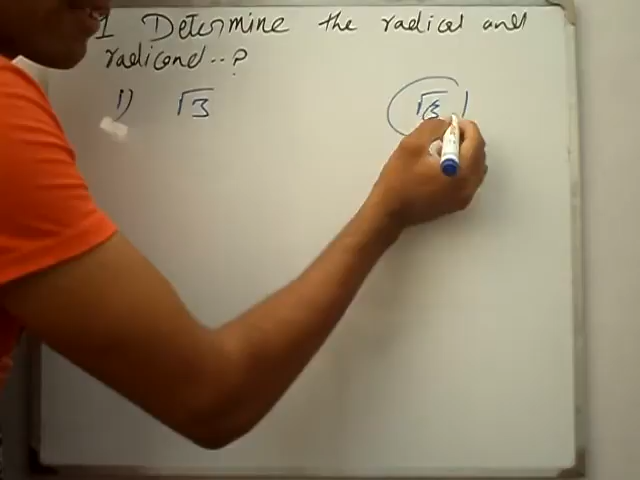 1 Determine the radical and
radicand..?
1) √3 √3